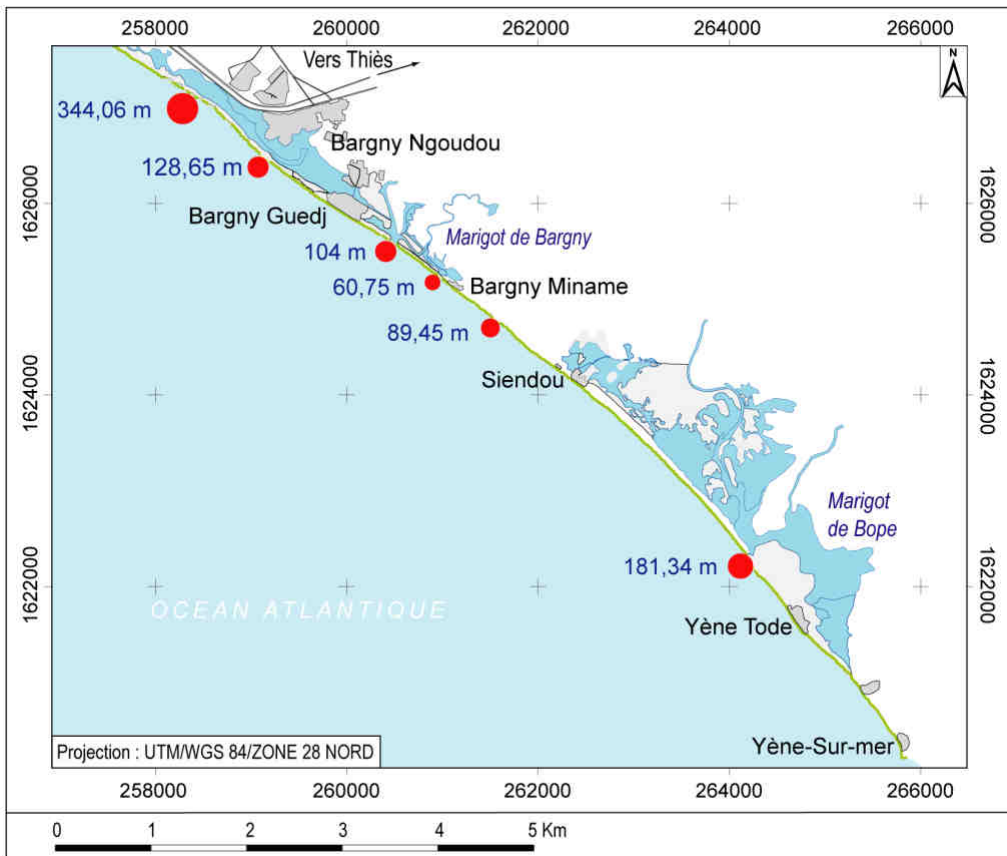 258000 260000 262000 264000 266000
N
Vers Thiès
344,06 m
Bargny Ngoudou
128,65 m
1626000 1626000
Bargny Guedj
Marigot de Bargny
104 m
60,75 m
Bargny Miname
89,45 m
Siendou
1624000 1624000
Marigot
de Bope
181,34 m
1622000 1622000
OCEAN ATLANTIQUE
Yène Tode
Yène-Sur-mer
Projection : UTM/WGS 84/ZONE 28 NORD
258000 260000 262000 264000 266000
0 1 2 3 4 5 Km